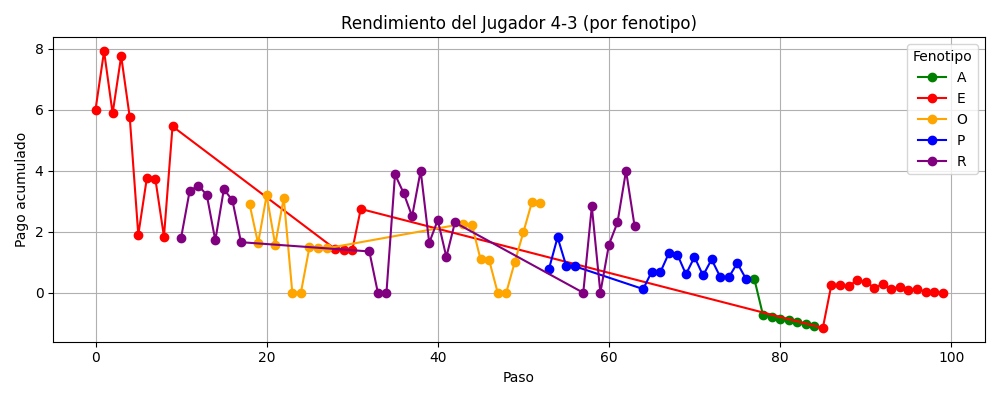 Rendimiento del Jugador 4-3 (por fenotipo)
Pago acumulado
8
6
4
2
0
0
20
40
60
80
100
Paso
Fenotipo
A
E
O
P
R